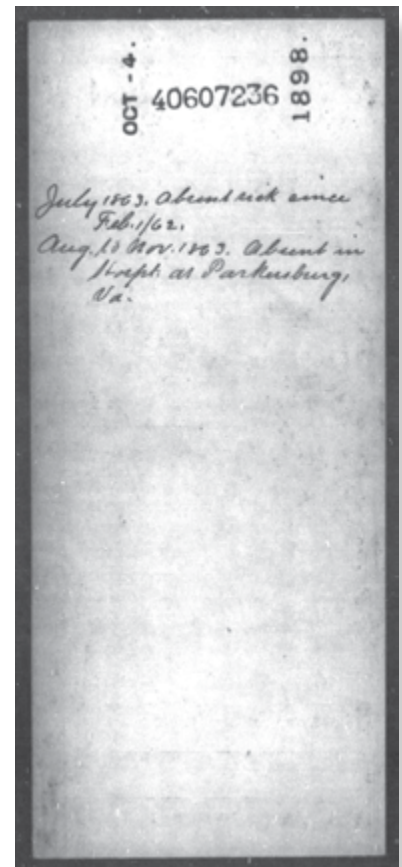 OCT -4.
40607236
1898.
July 1863. Absent sick since
Feb. 1/62.
Aug. to Nov. 1863. Absent in
Hospt. at Parkersburg,
Va.